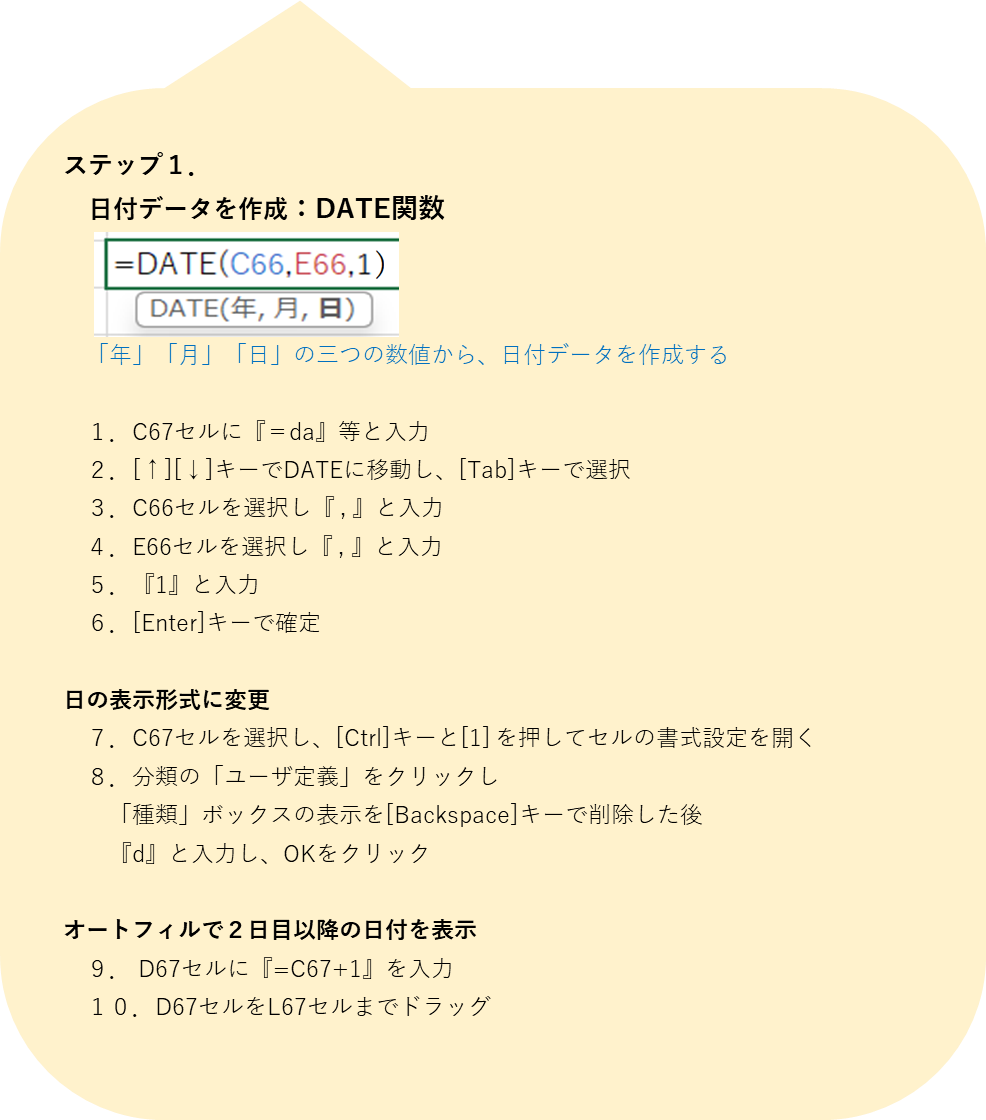 ステップ１．
日付データを作成：DATE関数
=DATE(C66,E66,1)
DATE(年, 月, 日)
「年」「月」「日」の三つの数値から、日付データを作成する
１．C67セルに『＝da』等と入力
２．[↑][↓]キーでDATEに移動し、[Tab]キーで選択
３．C66セルを選択し『 , 』と入力
４．E66セルを選択し『 , 』と入力
５．『1』と入力
６．[Enter]キーで確定
日の表示形式に変更
７．C67セルを選択し、[Ctrl]キーと[1] を押してセルの書式設定を開く
８．分類の「ユーザ定義」をクリックし
「種類」ボックスの表示を[Backspace]キーで削除した後
『d』と入力し、OKをクリック
オートフィルで２日目以降の日付を表示
９． D67セルに『=C67+1』を入力
１０．D67セルをL67セルまでドラッグ